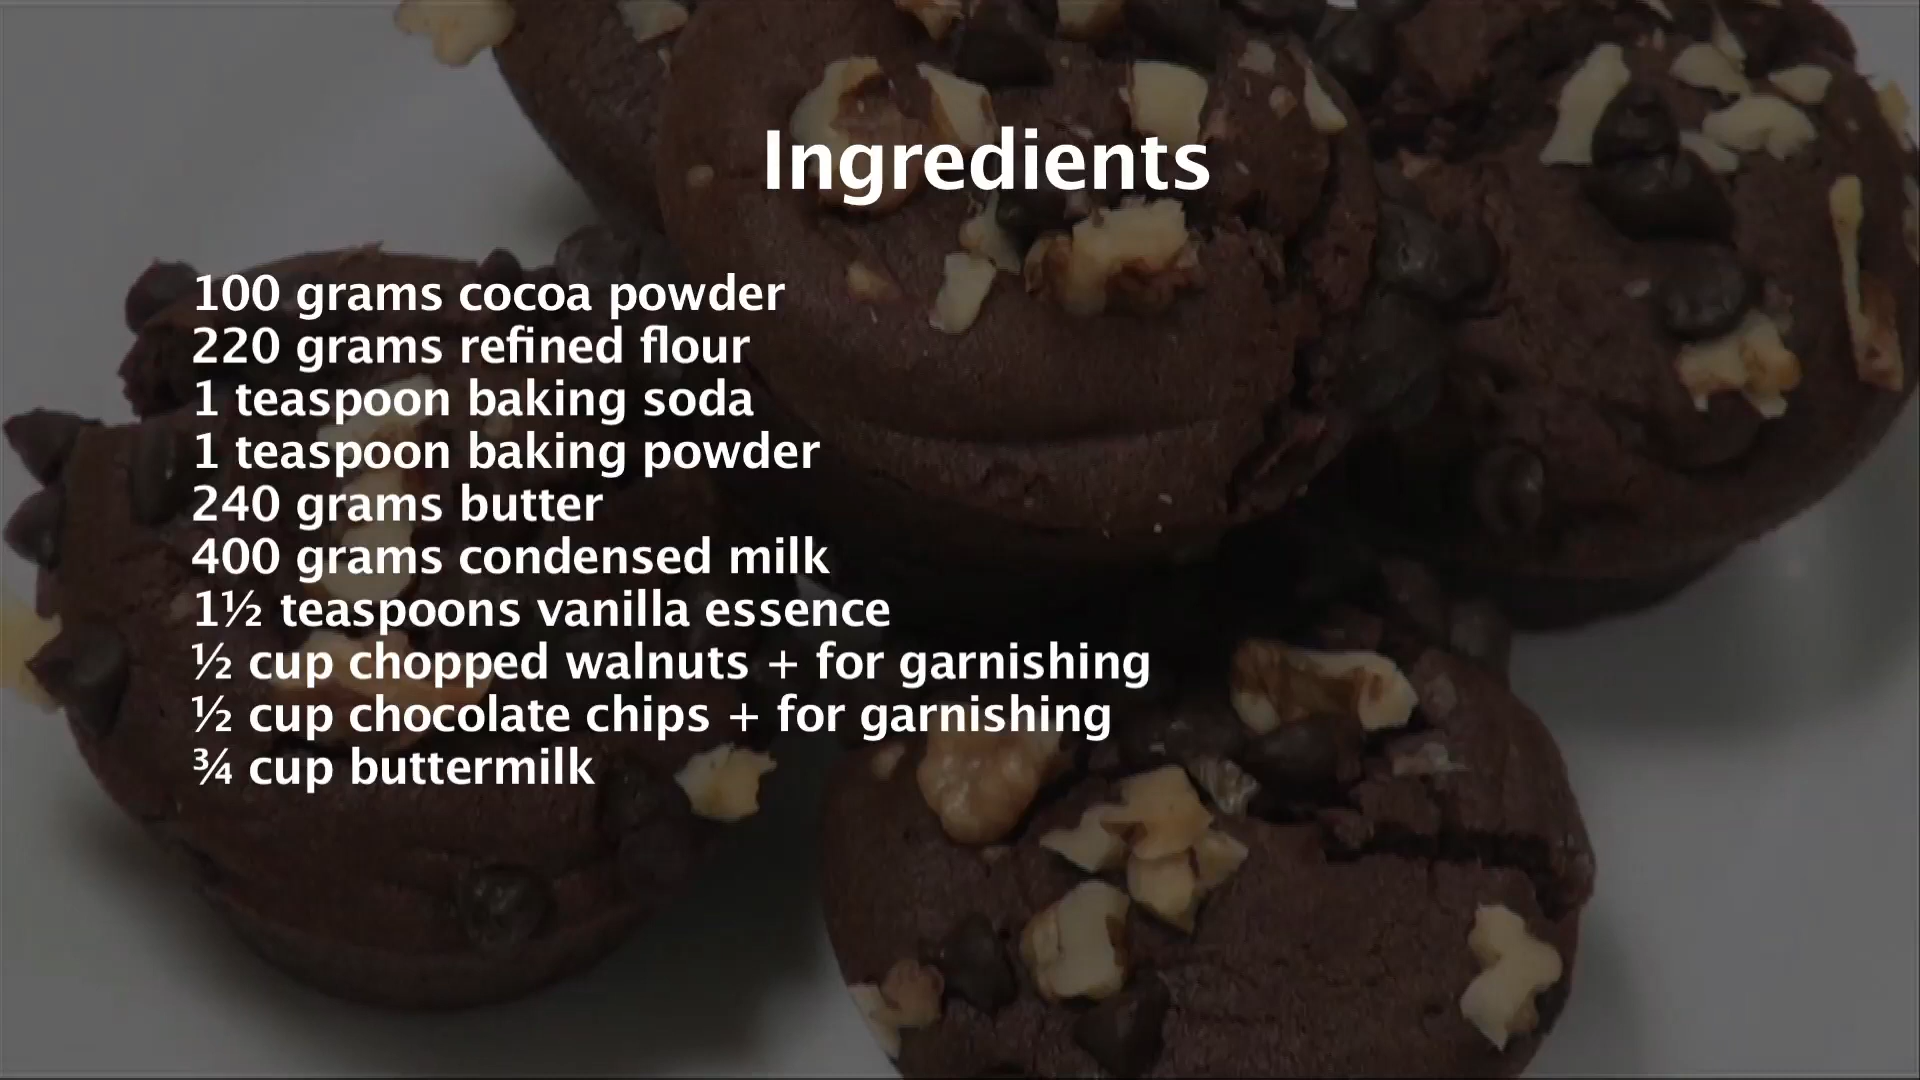 Ingredients
100 grams cocoa powder
220 grams refined flour
1 teaspoon baking soda
1 teaspoon baking powder
240 grams butter
400 grams condensed milk
1½ teaspoons vanilla essence
½ cup chopped walnuts + for garnishing
½ cup chocolate chips + for garnishing
¾ cup buttermilk